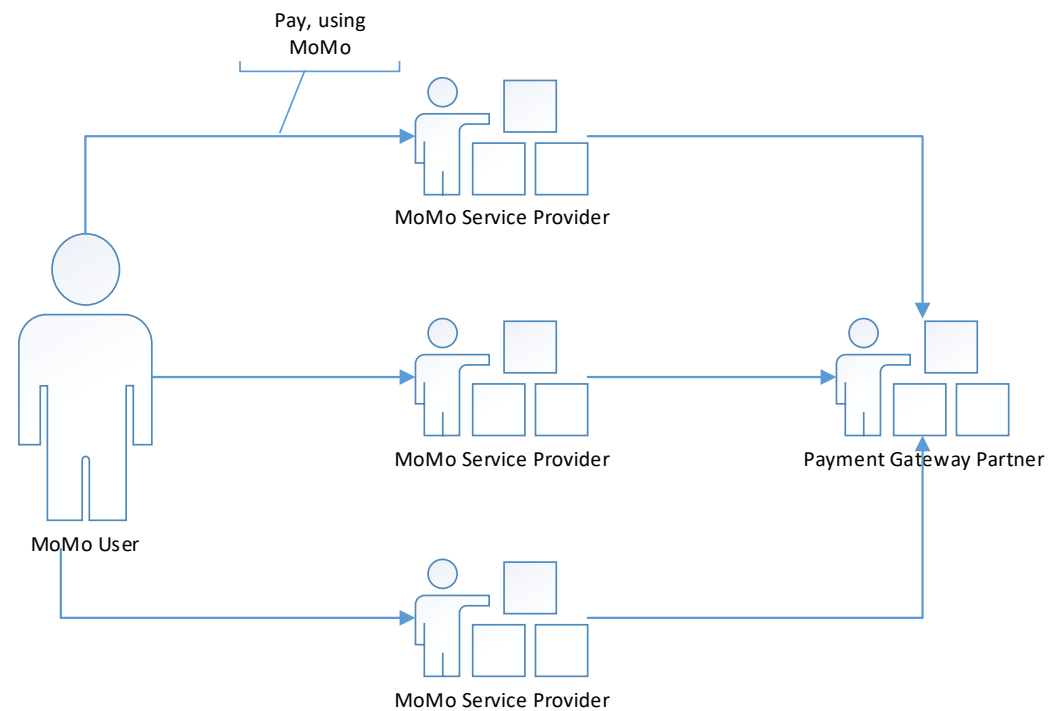 Pay, using
MoMo
MoMo Service Provider
MoMo Service Provider
Payment Gateway Partner
MoMo User
MoMo Service Provider